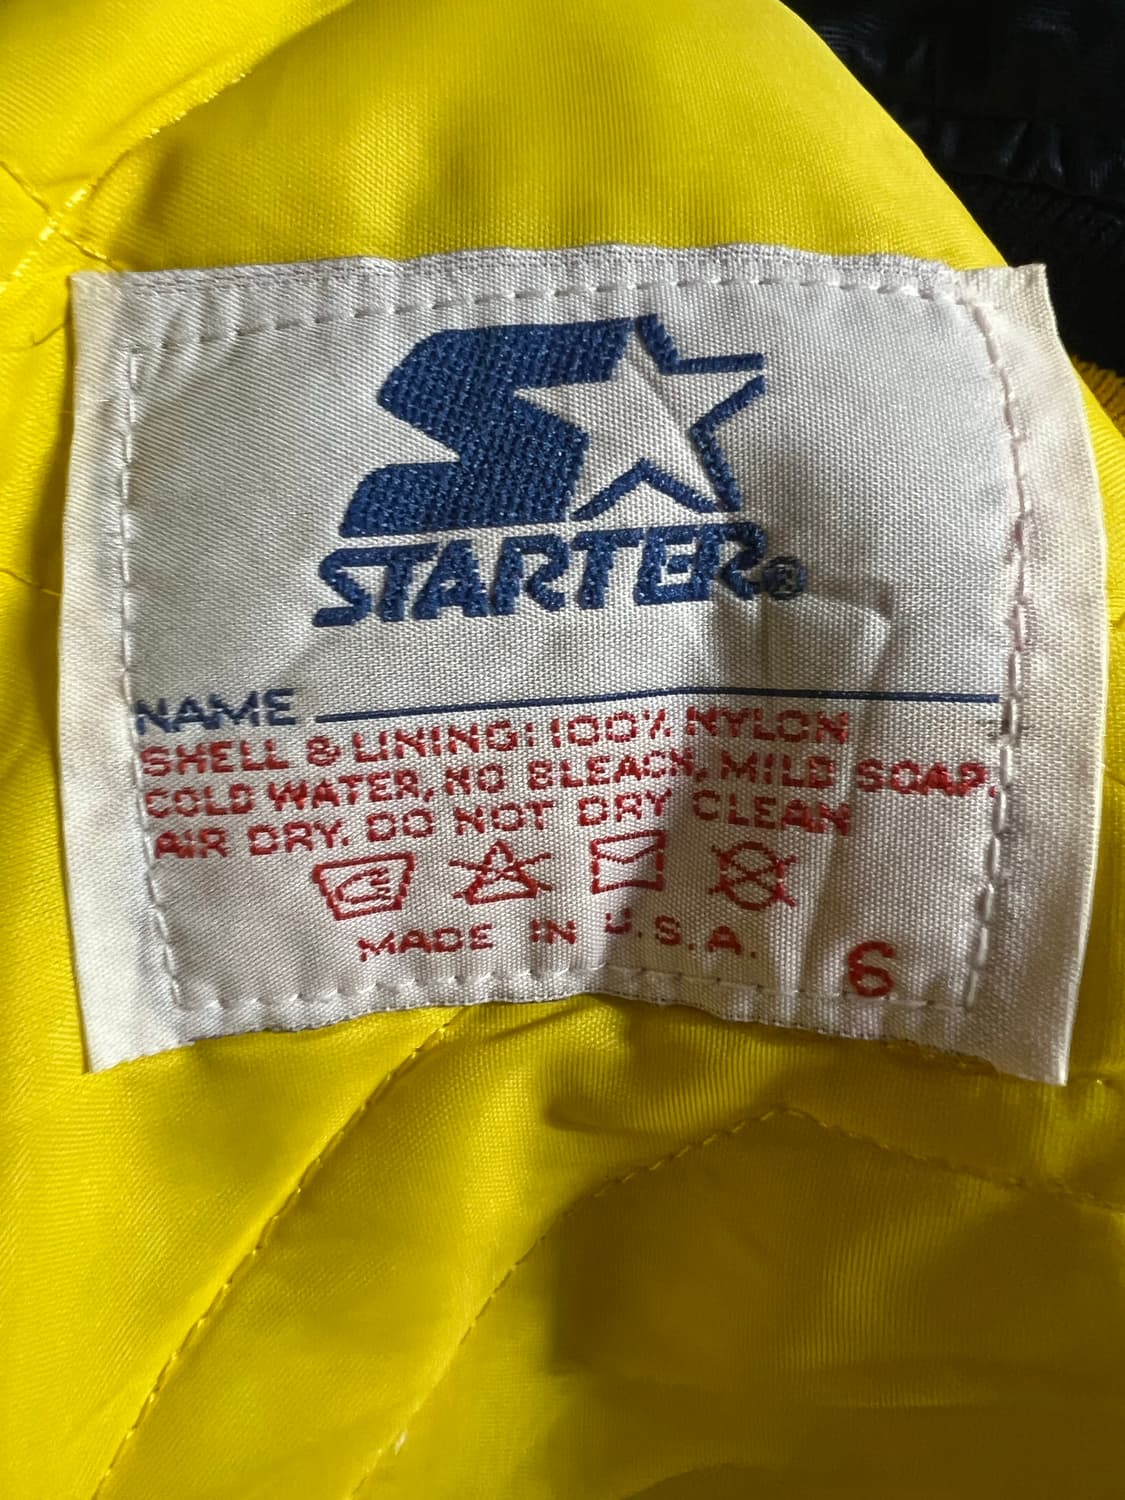 STARTER®
NAME
SHELL & LINING: 100% NYLON
COLD WATER, NO BLEACH, MILD SOAP.
AIR DRY. DO NOT DRY CLEAN
MADE IN U.S.A.
6